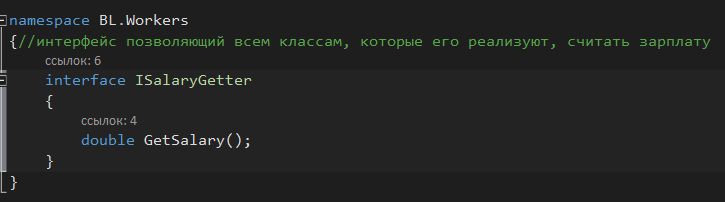 namespace BL.Workers
{//интерфейс позволяющий всем классам, которые его реализуют, считать зарплату
ссылок: 6
interface ISalaryGetter
{
ссылок: 4
double GetSalary();
}
}